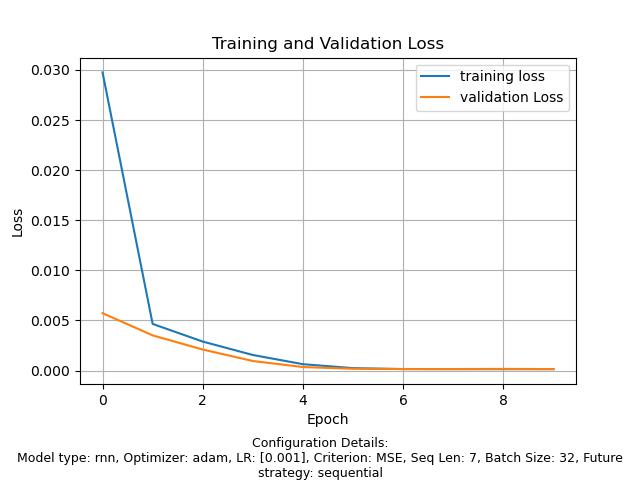 Training and Validation Loss
training loss
validation Loss
0.030
0.025
0.020
0.015
0.010
0.005
0.000
Loss
0
2
4
6
8
Epoch
Configuration Details:
Model type: rnn, Optimizer: adam, LR: [0.001], Criterion: MSE, Seq Len: 7, Batch Size: 32, Future
strategy: sequential